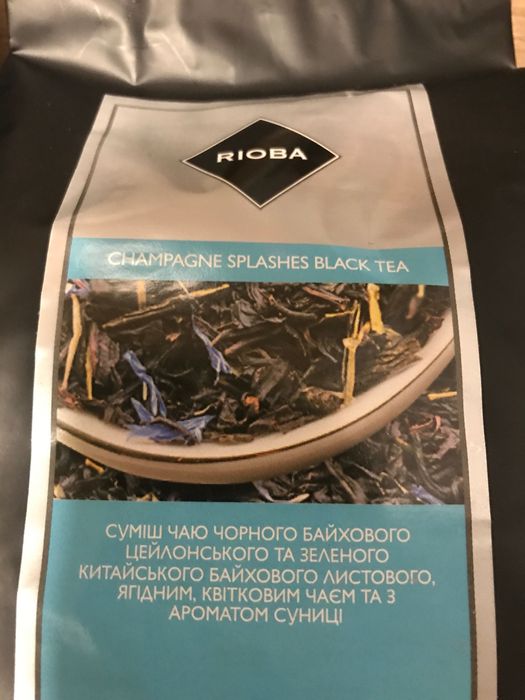 RIOBA
CHAMPAGNE SPLASHES BLACK TEA
СУМІШ ЧАЮ ЧОРНОГО БАЙХОВОГО
ЦЕЙЛОНСЬКОГО ТА ЗЕЛЕНОГО
КИТАЙСЬКОГО БАЙХОВОГО ЛИСТОВОГО,
ЯГІДНИМ, КВІТКОВИМ ЧАЄМ ТА З
АРОМАТОМ СУНИЦІ